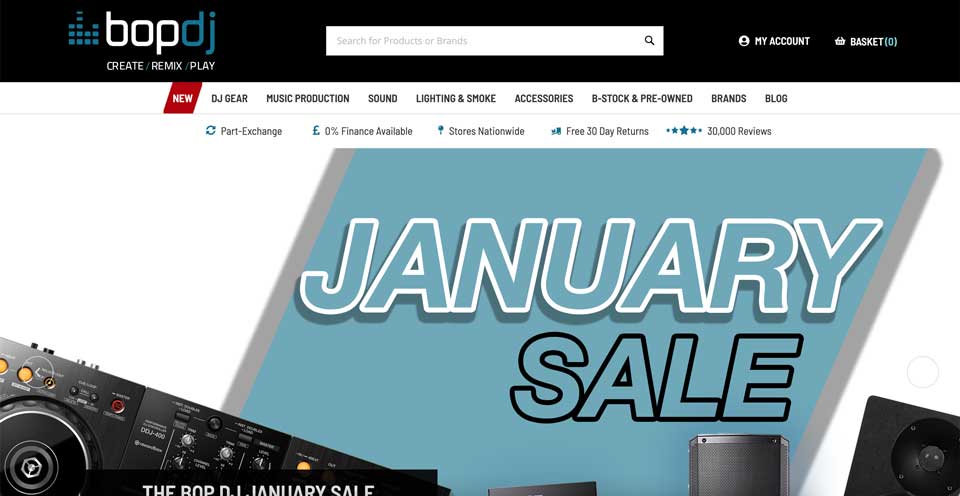 bopdj
CREATE / REMIX / PLAY
Search for Products or Brands
MY ACCOUNT
BASKET (0)
NEW DJ GEAR MUSIC PRODUCTION SOUND LIGHTING & SMOKE ACCESSORIES B-STOCK & PRE-OWNED BRANDS BLOG
Part-Exchange £ 0% Finance Available Stores Nationwide Free 30 Day Returns 30,000 Reviews
JANUARY
SALE
DDJ-400
THE BOP DJ JANUARY SALE